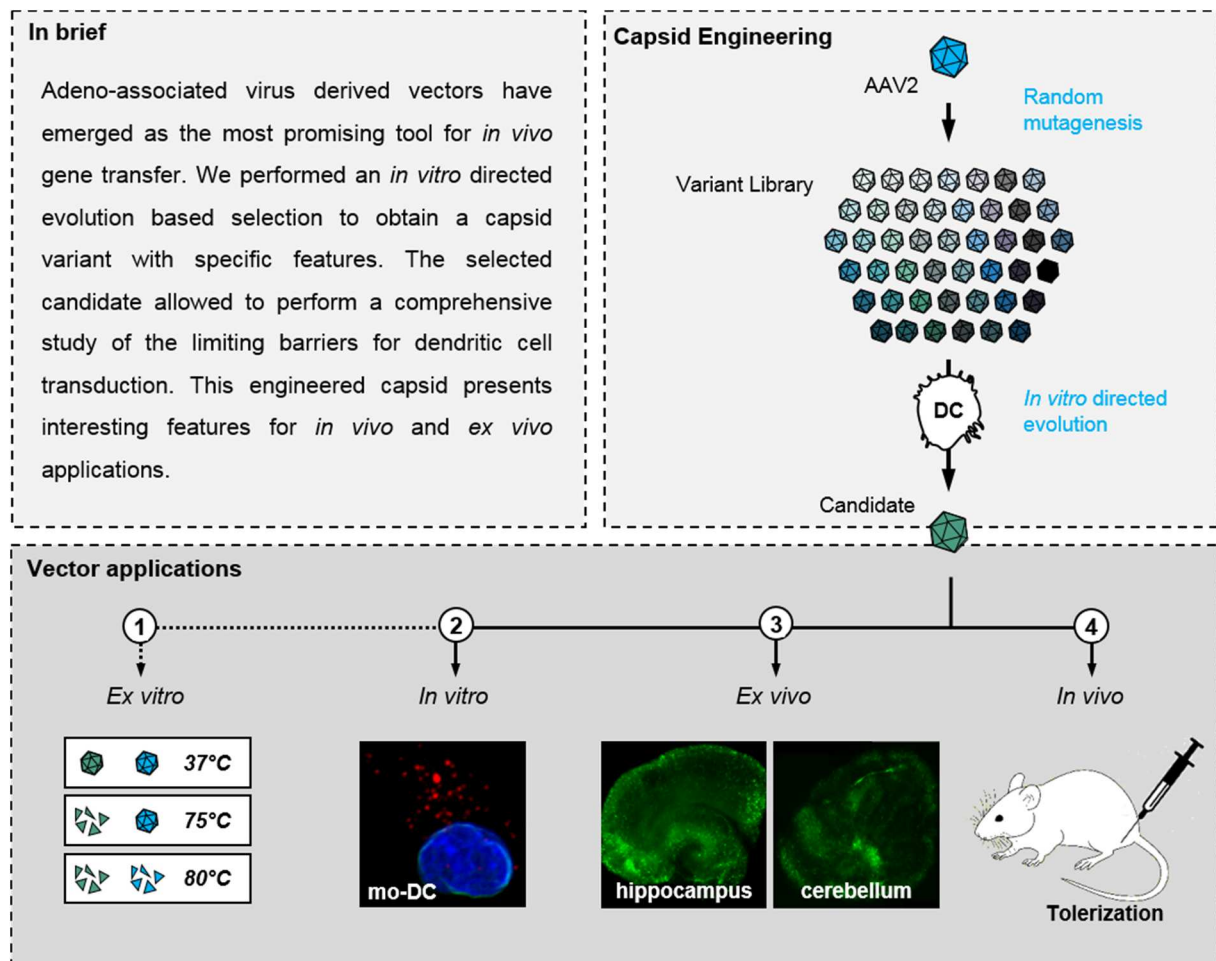 In brief
Adeno-associated virus derived vectors have
emerged as the most promising tool for in vivo
gene transfer. We performed an in vitro directed
evolution based selection to obtain a capsid
variant with specific features. The selected
candidate allowed to perform a comprehensive
study of the limiting barriers for dendritic cell
transduction. This engineered capsid presents
interesting features for in vivo and ex vivo
applications.
Capsid Engineering
AAV2
Random
mutagenesis
Variant Library
DC
In vitro directed
evolution
Candidate
Vector applications
1
2
3
4
Ex vitro
In vitro
Ex vivo
In vivo
37°C
75°C
80°C
mo-DC
hippocampus
cerebellum
Tolerization